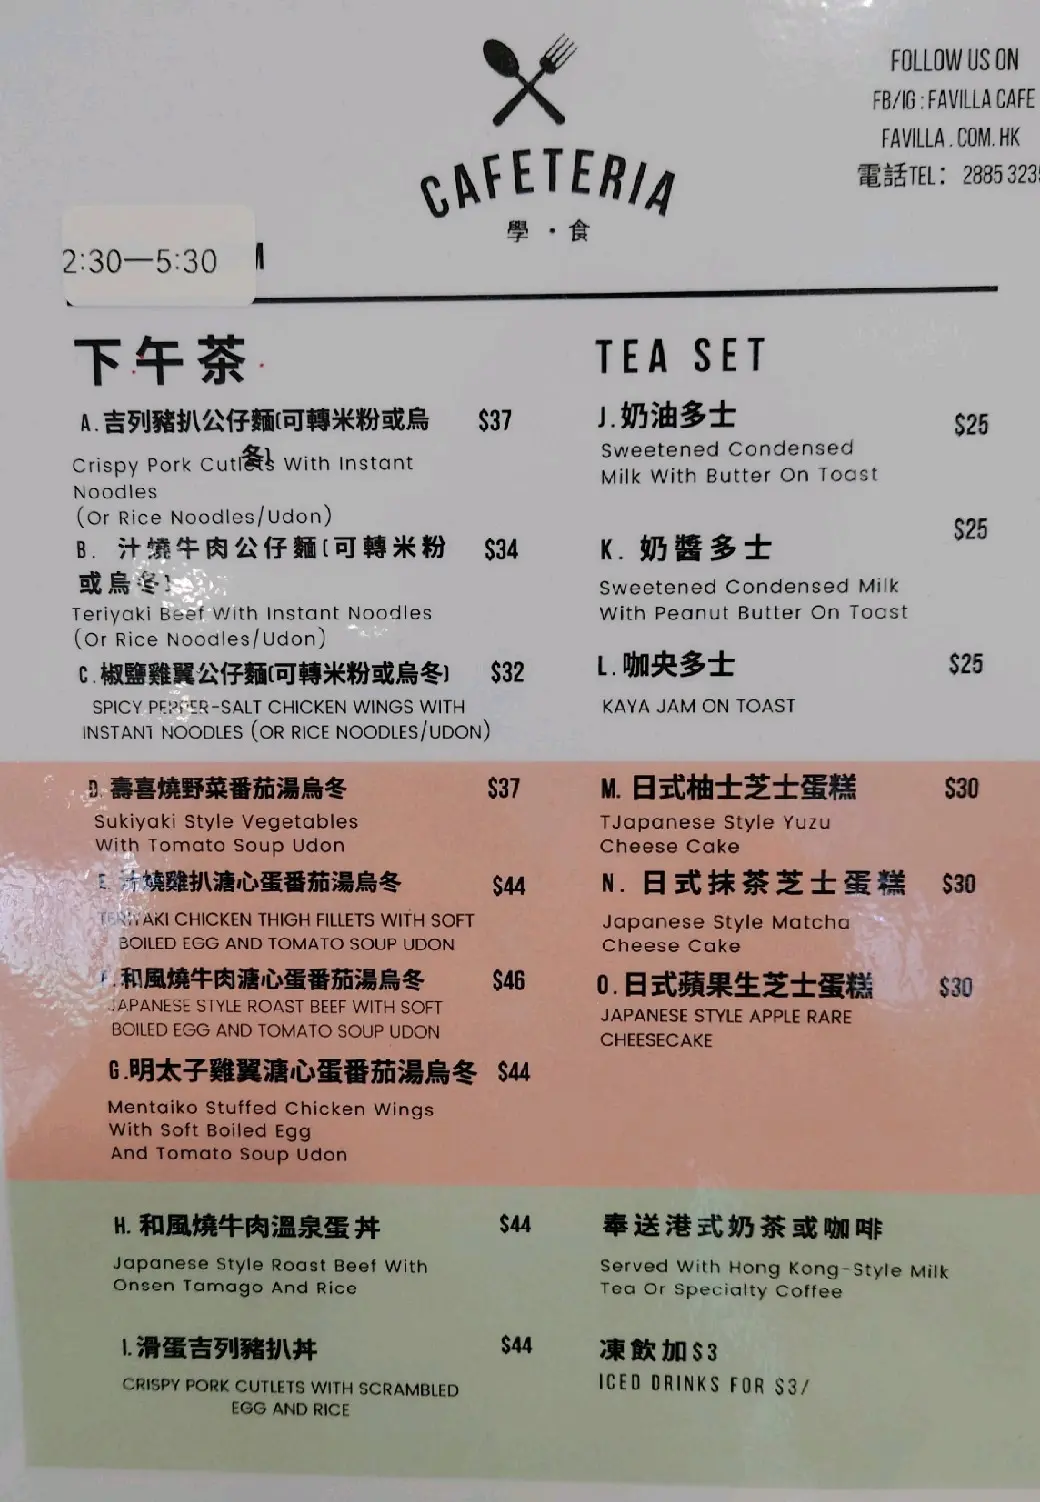 FOLLOW US ON
FB/IG : FAVILLA CAFE
FAVILLA . COM. HK
電話TEL: 2885 323
CAFETERIA
學 · 食
2:30—5:30
下午茶
A.吉列豬扒公仔麵(可轉米粉或烏 $37
冬)
Crispy Pork Cutlets With Instant
Noodles
(Or Rice Noodles/Udon)
B. 汁燒牛肉公仔麵(可轉米粉 $34
或烏冬)
Teriyaki Beef With Instant Noodles
(Or Rice Noodles/Udon)
C.椒鹽雞翼公仔麵(可轉米粉或烏冬) $32
SPICY PEPPER-SALT CHICKEN WINGS WITH
INSTANT NOODLES (OR RICE NOODLES/UDON)
D. 壽喜燒野菜番茄湯烏冬 $37
Sukiyaki Style Vegetables
With Tomato Soup Udon
E. 汁燒雞扒溏心蛋番茄湯烏冬 $44
TERIYAKI CHICKEN THIGH FILLETS WITH SOFT
BOILED EGG AND TOMATO SOUP UDON
F.和風燒牛肉溏心蛋番茄湯烏冬 $46
JAPANESE STYLE ROAST BEEF WITH SOFT
BOILED EGG AND TOMATO SOUP UDON
G.明太子雞翼溏心蛋番茄湯烏冬 $44
Mentaiko Stuffed Chicken Wings
With Soft Boiled Egg
And Tomato Soup Udon
H. 和風燒牛肉溫泉蛋丼 $44
Japanese Style Roast Beef With
Onsen Tamago And Rice
I.滑蛋吉列豬扒丼 $44
CRISPY PORK CUTLETS WITH SCRAMBLED
EGG AND RICE
TEA SET
J.奶油多士 $25
Sweetened Condensed
Milk With Butter On Toast
K. 奶醬多士 $25
Sweetened Condensed Milk
With Peanut Butter On Toast
L.咖央多士 $25
KAYA JAM ON TOAST
M. 日式柚士芝士蛋糕 $30
TJapanese Style Yuzu
Cheese Cake
N. 日式抹茶芝士蛋糕 $30
Japanese Style Matcha
Cheese Cake
O.日式蘋果生芝士蛋糕 $30
JAPANESE STYLE APPLE RARE
CHEESECAKE
奉送港式奶茶或咖啡
Served With Hong Kong-Style Milk
Tea Or Specialty Coffee
凍飲加$3
ICED DRINKS FOR $3/